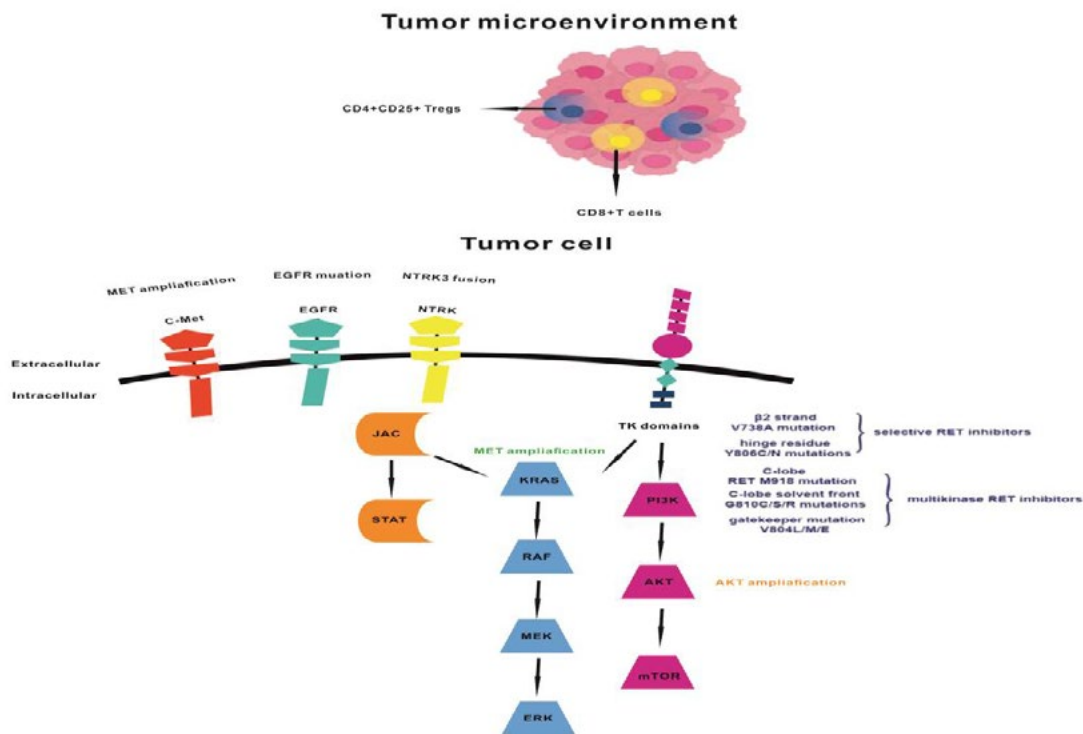 Tumor microenvironment
CD4+CD25+ Tregs
CD8+T cells
Tumor cell
MET ampliafication
EGFR muation
NTRK3 fusion
C-Met
EGFR
NTRK
Extracellular
Intracellular
JAC
STAT
MET ampliafication
KRAS
RAF
MEK
ERK
TK domains
PI3K
AKT
mTOR
AKT ampliafication
β2 strand
V738A mutation
hinge residue
Y806C/N mutations
selective RET inhibitors
C-lobe
RET M918 mutation
C-lobe solvent front
G810C/S/R mutations
gatekeeper mutation
V804L/M/E
multikinase RET inhibitors